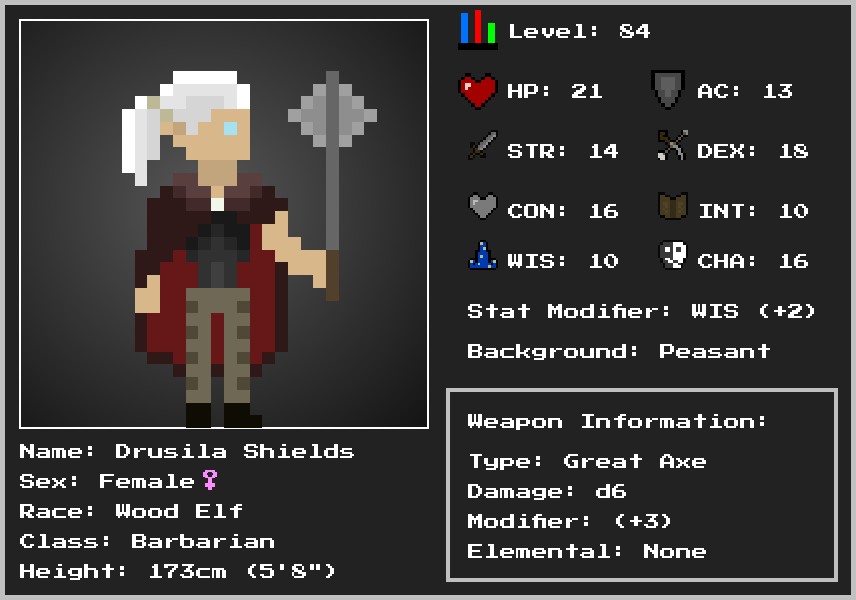 Level: 84
HP: 21
AC: 13
STR: 14
DEX: 18
CON: 16
INT: 10
WIS: 10
CHA: 16
Stat Modifier: WIS (+2)
Background: Peasant
Weapon Information:
Type: Great Axe
Damage: d6
Modifier: (+3)
Elemental: None
Name: Drusila Shields
Sex: Female♀
Race: Wood Elf
Class: Barbarian
Height: 173cm (5'8")